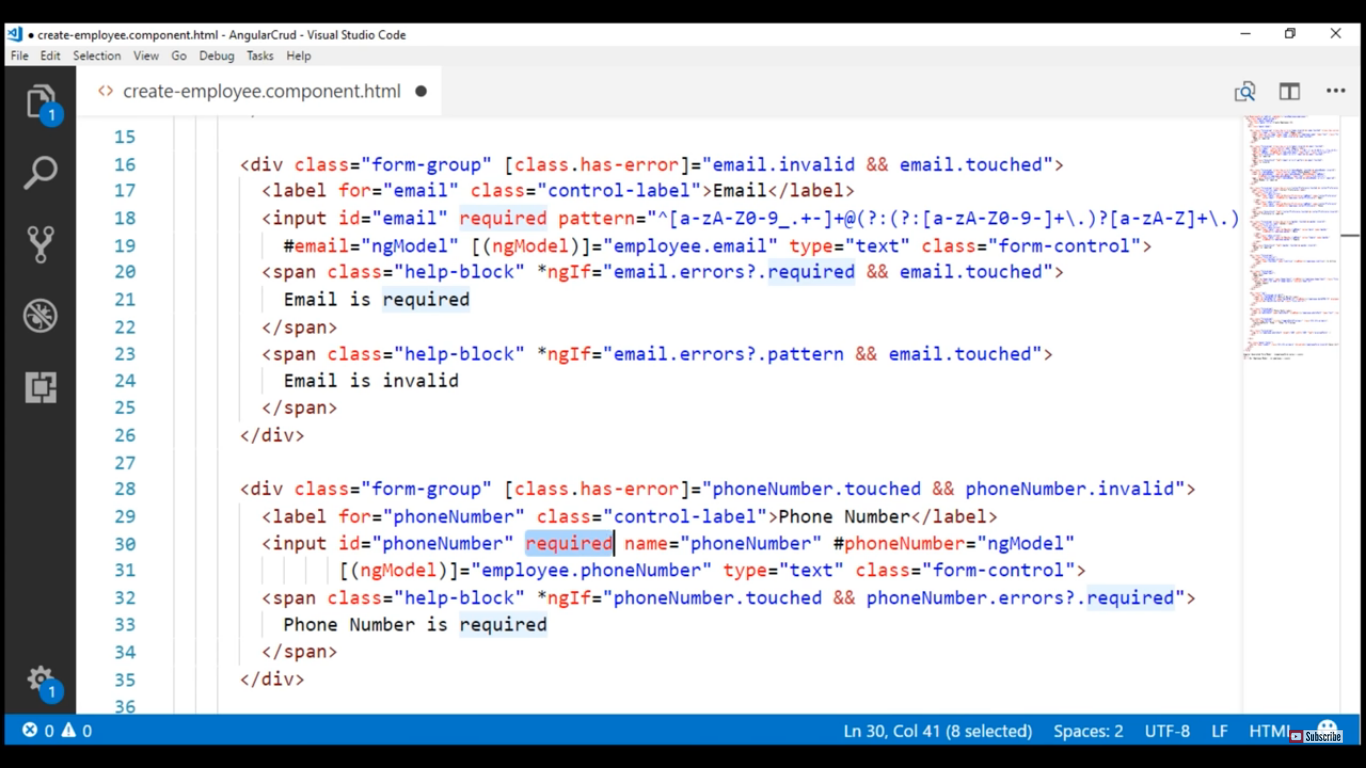 ● create-employee.component.html - AngularCrud - Visual Studio Code
File Edit Selection View Go Debug Tasks Help
<> create-employee.component.html ●
1
15
16 <div class="form-group" [class.has-error]="email.invalid && email.touched">
17 <label for="email" class="control-label">Email</label>
18 <input id="email" required pattern="^[a-zA-Z0-9_.+-]+@(?:(?:[a-zA-Z0-9-]+\.)?[a-zA-Z]+\.)
19 #email="ngModel" [(ngModel)]="employee.email" type="text" class="form-control">
20 <span class="help-block" *ngIf="email.errors?.required && email.touched">
21 Email is required
22 </span>
23 <span class="help-block" *ngIf="email.errors?.pattern && email.touched">
24 Email is invalid
25 </span>
26 </div>
27
28 <div class="form-group" [class.has-error]="phoneNumber.touched && phoneNumber.invalid">
29 <label for="phoneNumber" class="control-label">Phone Number</label>
30 <input id="phoneNumber" required name="phoneNumber" #phoneNumber="ngModel"
31 [(ngModel)]="employee.phoneNumber" type="text" class="form-control">
32 <span class="help-block" *ngIf="phoneNumber.touched && phoneNumber.errors?.required">
33 Phone Number is required
34 </span>
35 </div>
36
1
0 0 Ln 30, Col 41 (8 selected) Spaces: 2 UTF-8 LF HTML
Subscribe